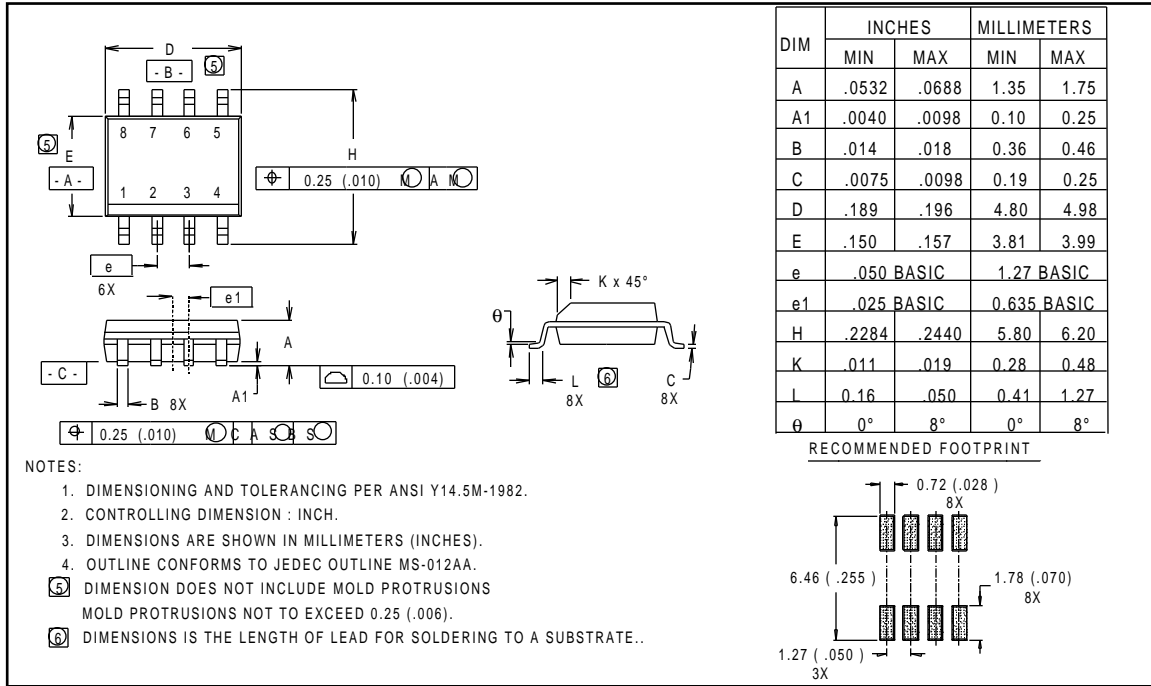 D
- B -
5
8 7 6 5
5
E
- A -
H
0.25 (.010) M A M
1 2 3 4
e
6X
e1
K x 45°
θ
A
- C -
A1
B 8X
0.10 (.004)
L
8X
6
C
8X
0.25 (.010) M C A S B S
NOTES:
1. DIMENSIONING AND TOLERANCING PER ANSI Y14.5M-1982.
2. CONTROLLING DIMENSION : INCH.
3. DIMENSIONS ARE SHOWN IN MILLIMETERS (INCHES).
4. OUTLINE CONFORMS TO JEDEC OUTLINE MS-012AA.
5 DIMENSION DOES NOT INCLUDE MOLD PROTRUSIONS
MOLD PROTRUSIONS NOT TO EXCEED 0.25 (.006).
6 DIMENSIONS IS THE LENGTH OF LEAD FOR SOLDERING TO A SUBSTRATE..
DIM INCHES MILLIMETERS
MIN MAX MIN MAX
A .0532 .0688 1.35 1.75
A1 .0040 .0098 0.10 0.25
B .014 .018 0.36 0.46
C .0075 .0098 0.19 0.25
D .189 .196 4.80 4.98
E .150 .157 3.81 3.99
e .050 BASIC 1.27 BASIC
e1 .025 BASIC 0.635 BASIC
H .2284 .2440 5.80 6.20
K .011 .019 0.28 0.48
L 0.16 .050 0.41 1.27
θ 0° 8° 0° 8°
RECOMMENDED FOOTPRINT
0.72 (.028 )
8X
6.46 ( .255 )
1.78 (.070)
8X
1.27 ( .050 )
3X